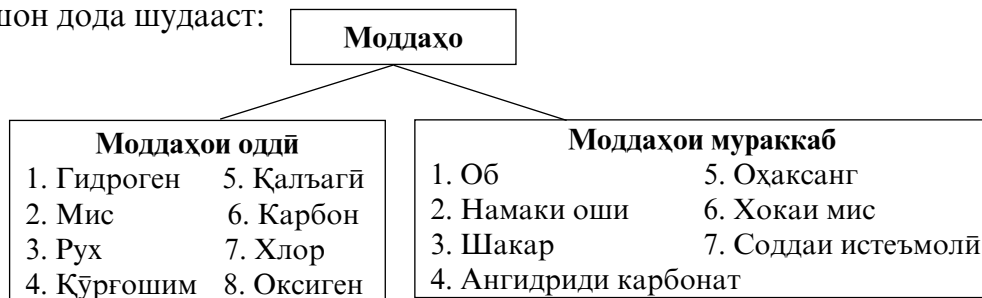 шон дода шудааст:
Моддаҳо
Моддаҳои оддӣ
1. Гидроген 5. Қалъагӣ
2. Мис 6. Карбон
3. Рух 7. Хлор
4. Қӯрғошим 8. Оксиген
Моддаҳои мураккаб
1. Об 5. Оҳаксанг
2. Намаки оши 6. Хокаи мис
3. Шакар 7. Соддаи истеъмолӣ
4. Ангидриди карбонат